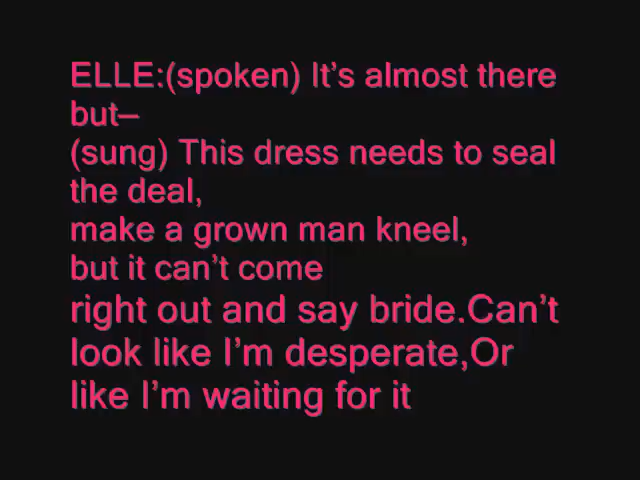 ELLE:(spoken) It's almost there
but–
(sung) This dress needs to seal
the deal,
make a grown man kneel,
but it can't come
right out and say bride.Can't
look like I'm desperate,Or
like I'm waiting for it